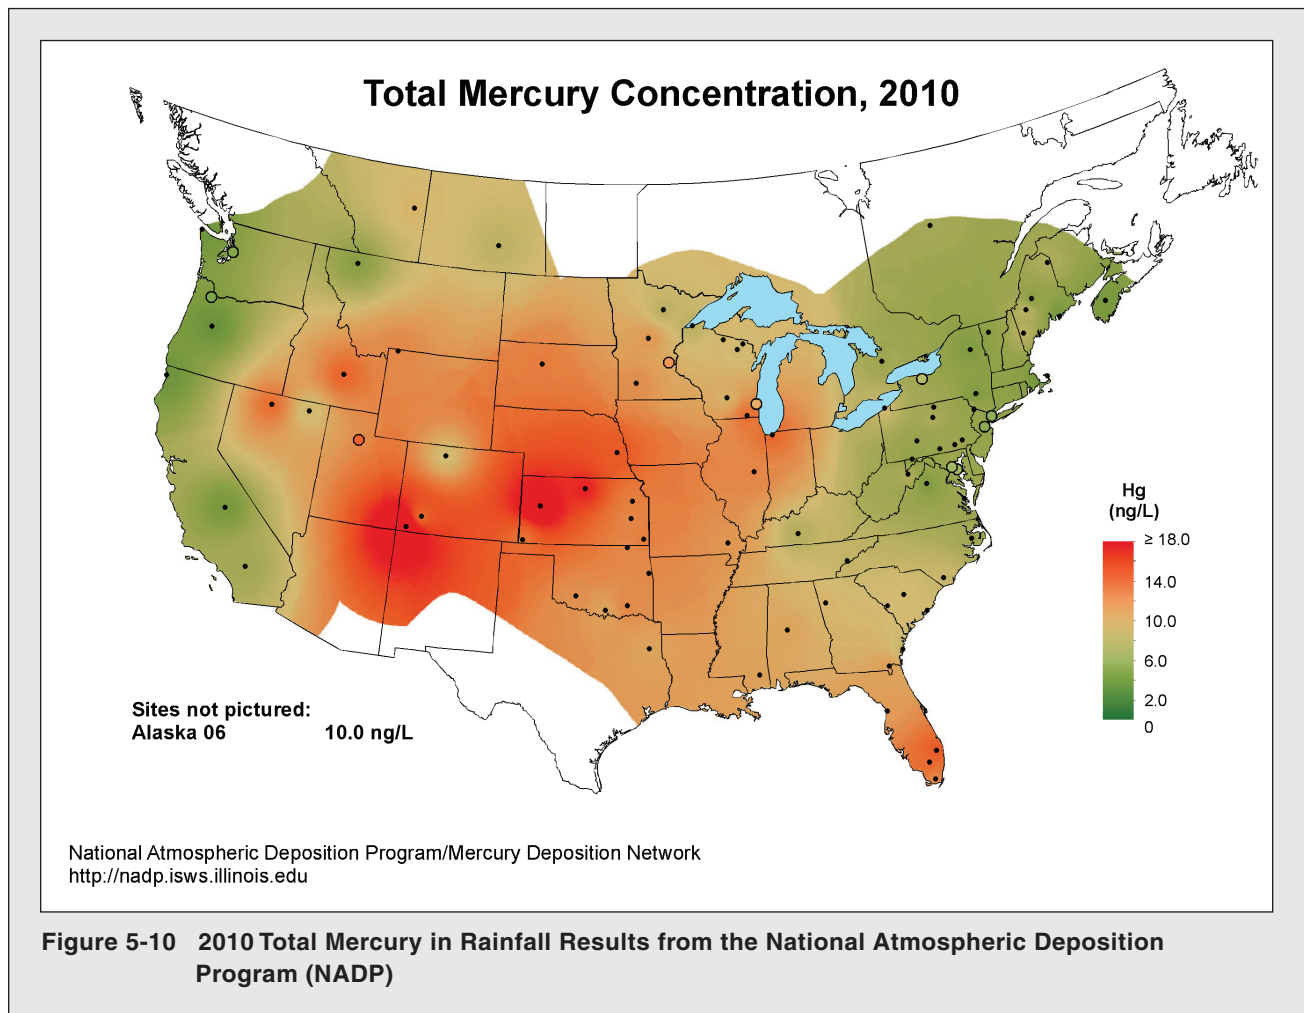 Total Mercury Concentration, 2010
Hg
(ng/L)
≥ 18.0
14.0
10.0
6.0
2.0
0
Sites not pictured:
Alaska 06 10.0 ng/L
National Atmospheric Deposition Program/Mercury Deposition Network
http://nadp.isws.illinois.edu
Figure 5-10 2010 Total Mercury in Rainfall Results from the National Atmospheric Deposition
Program (NADP)